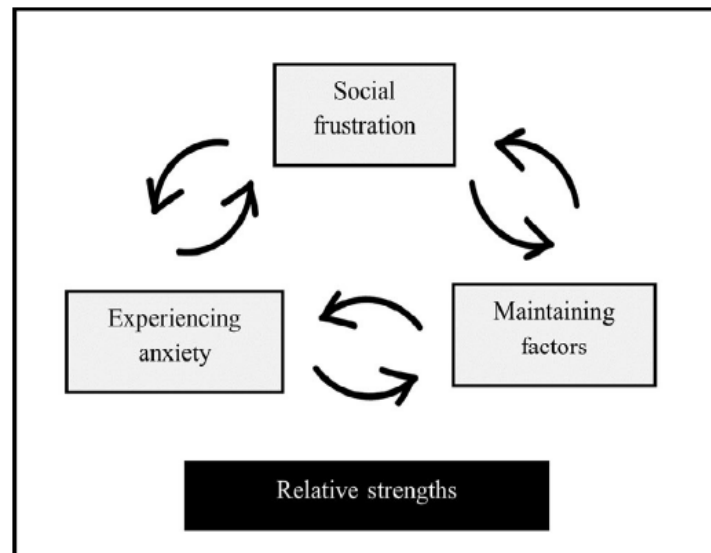 Social
frustration
Experiencing
anxiety
Maintaining
factors
Relative strengths